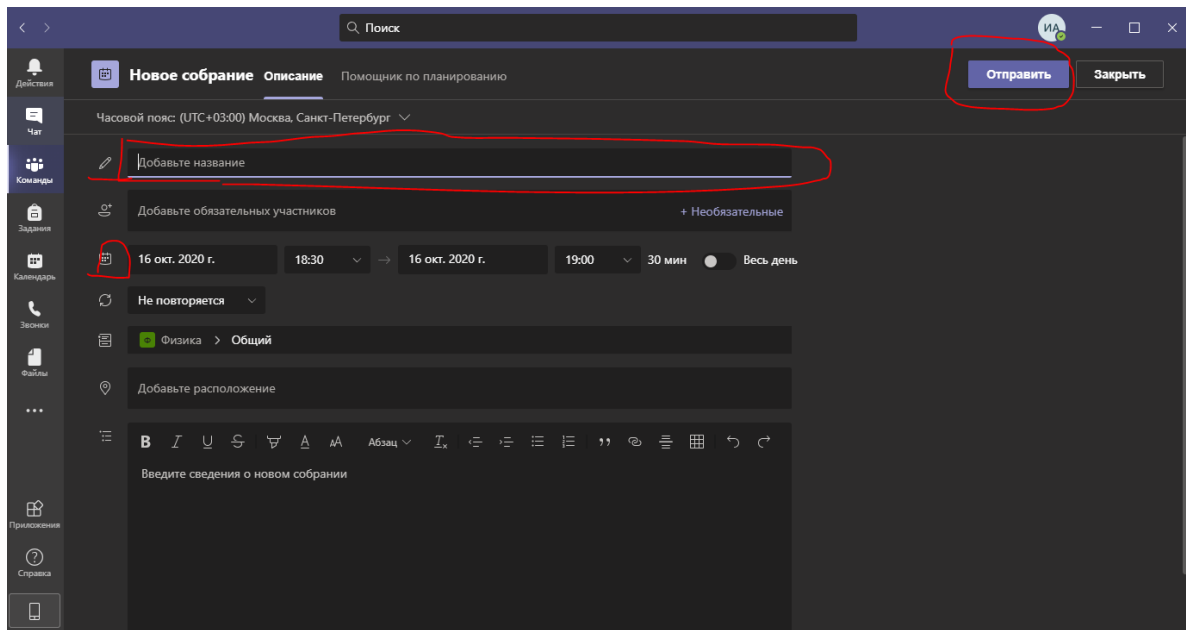 Поиск
ИА
Действия
Чат
Команды
Задания
Календарь
Звонки
Файлы
Приложения
Справка
Новое собрание Описание Помощник по планированию
Отправить Закрыть
Часовой пояс: (UTC+03:00) Москва, Санкт-Петербург
Добавьте название
Добавьте обязательных участников + Необязательные
16 окт. 2020 г. 18:30 → 16 окт. 2020 г. 19:00 30 мин Весь день
Не повторяется
Ф Физика > Общий
Добавьте расположение
B I U S A AA Абзац Tx
Введите сведения о новом собрании